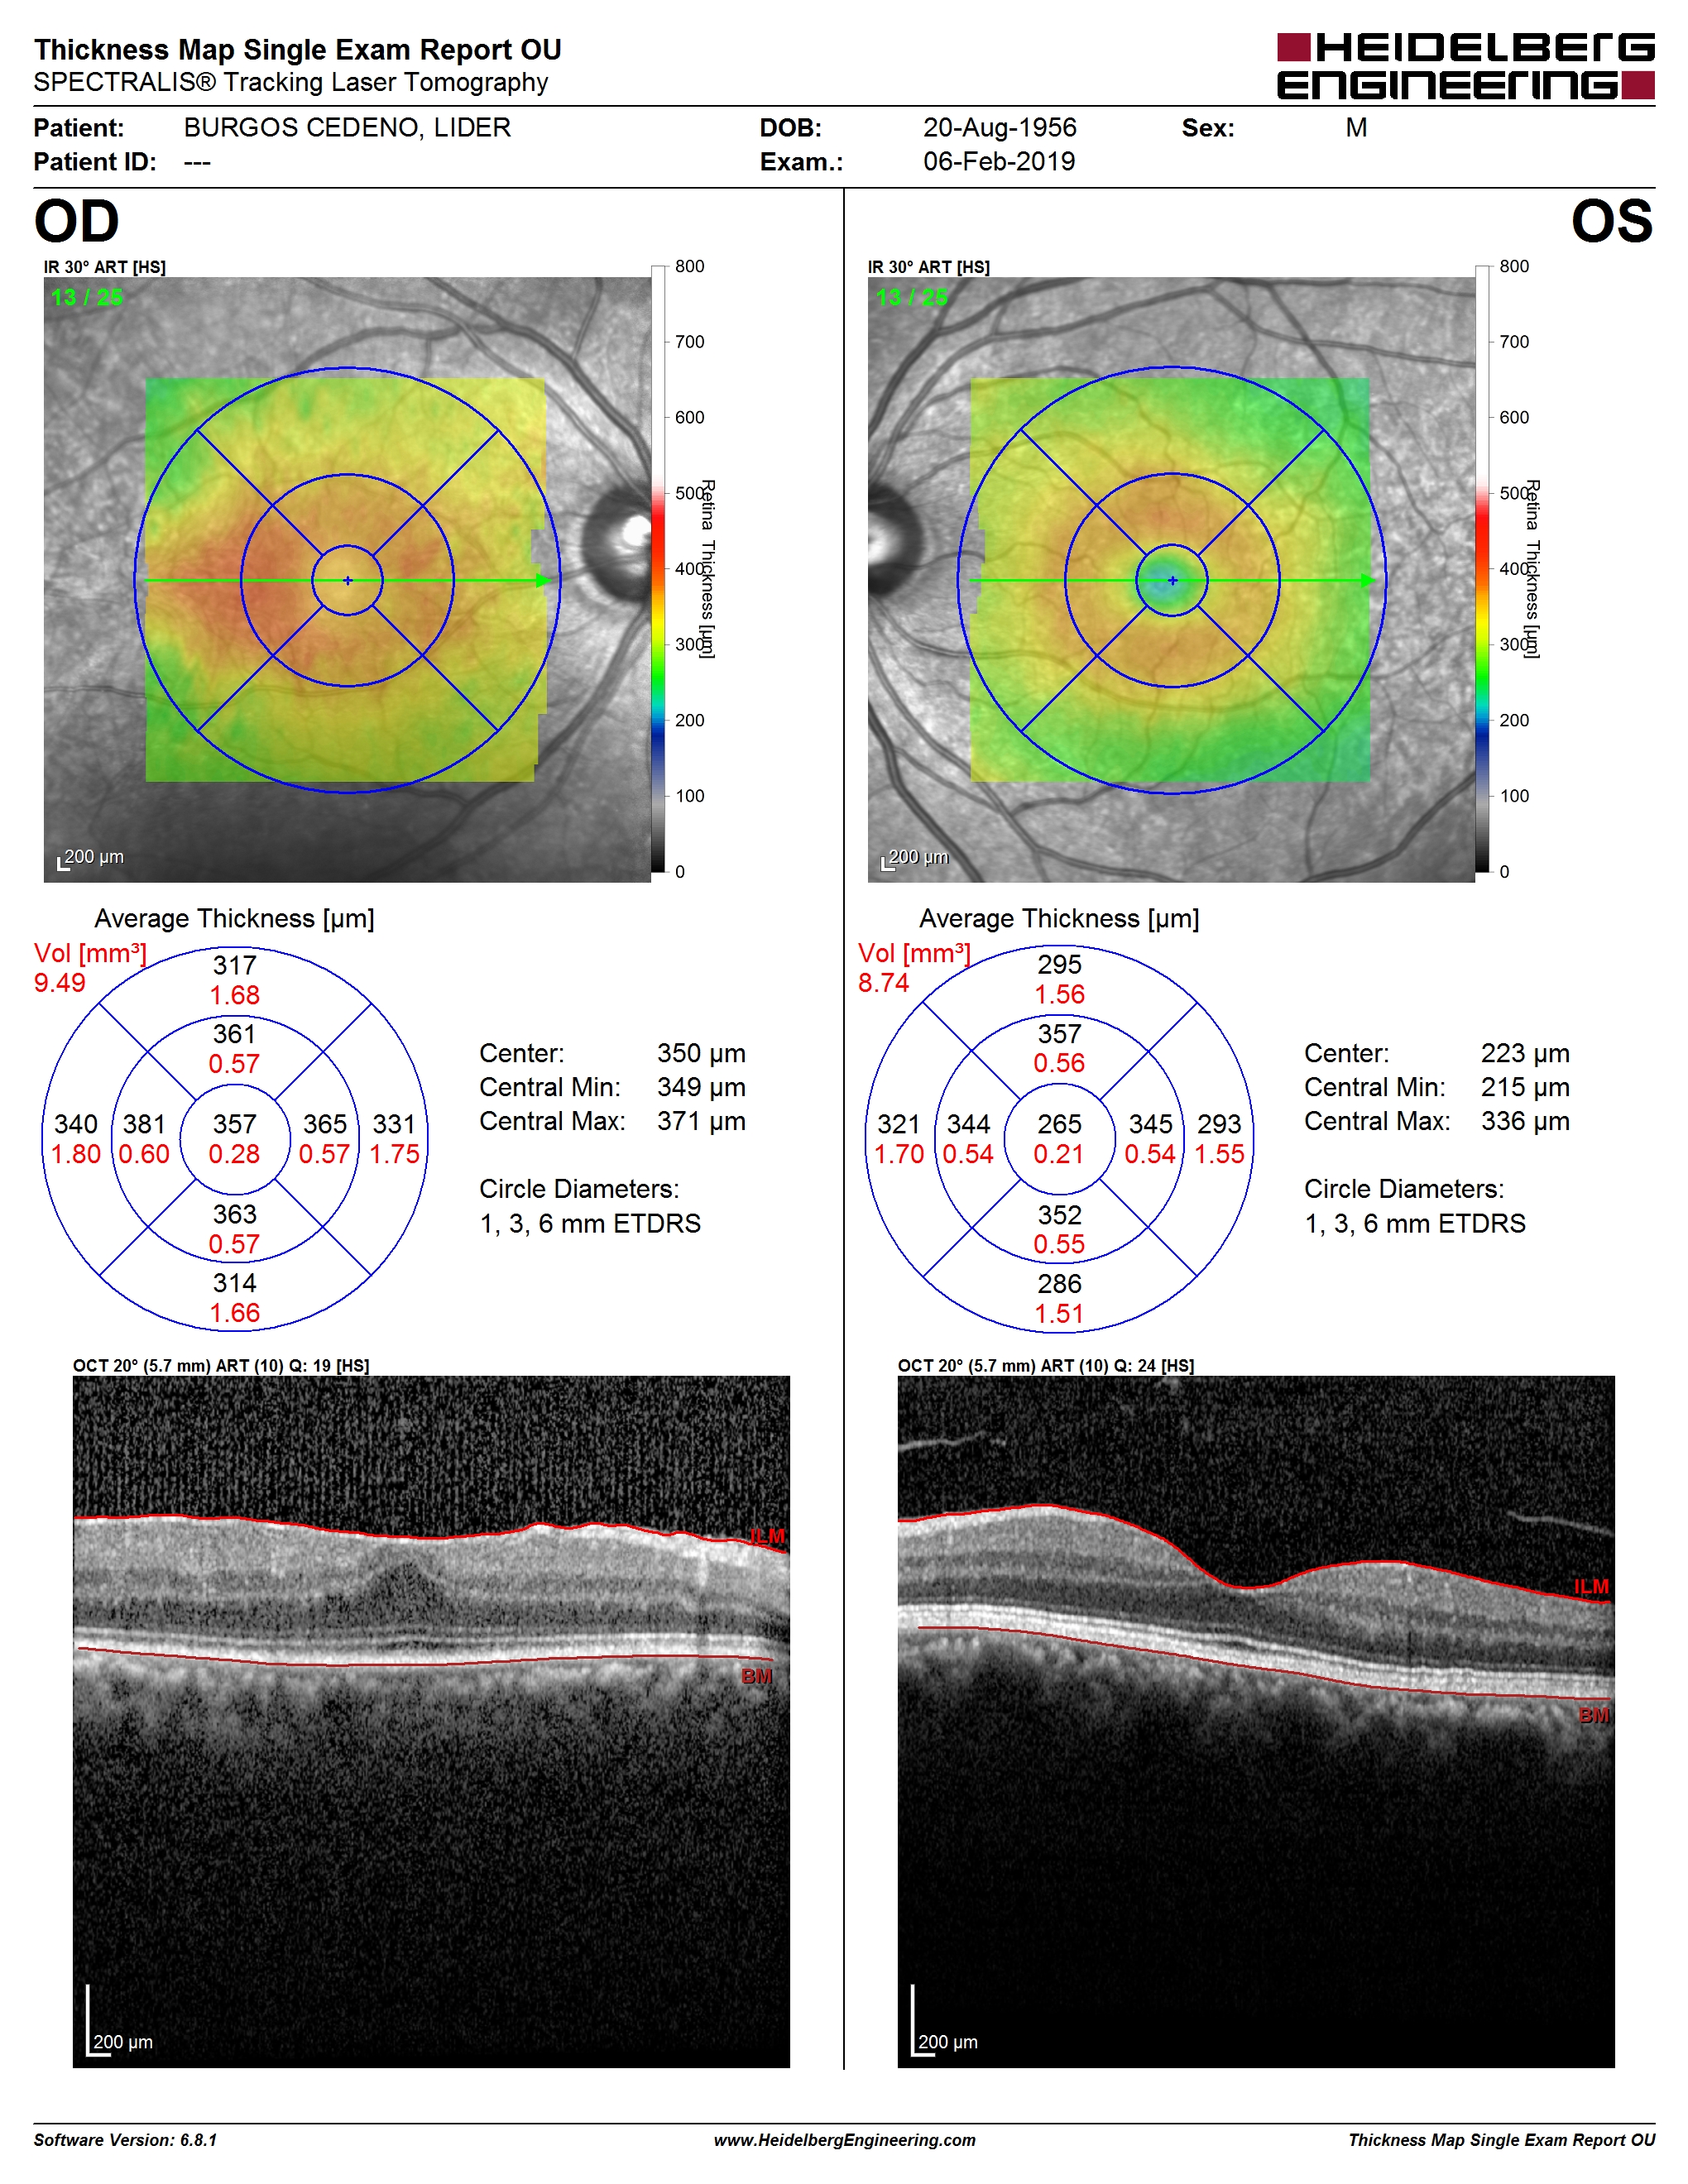 Thickness Map Single Exam Report OU
SPECTRALIS® Tracking Laser Tomography
HEIDELBERG
ENGINEERING
Patient: BURGOS CEDENO, LIDER DOB: 20-Aug-1956 Sex: M
Patient ID: --- Exam.: 06-Feb-2019
OD
IR 30° ART [HS]
13 / 25
800
700
600
500
400
300
200
100
0
Retina Thickness [µm]
200 µm
Average Thickness [µm]
Vol [mm³]
9.49
317
1.68
361
0.57
340 381 357 365 331
1.80 0.60 0.28 0.57 1.75
363
0.57
314
1.66
Center: 350 µm
Central Min: 349 µm
Central Max: 371 µm
Circle Diameters:
1, 3, 6 mm ETDRS
OCT 20° (5.7 mm) ART (10) Q: 19 [HS]
ILM
BM
200 µm
OS
IR 30° ART [HS]
13 / 25
800
700
600
500
400
300
200
100
0
Retina Thickness [µm]
200 µm
Average Thickness [µm]
Vol [mm³]
8.74
295
1.56
357
0.56
321 344 265 345 293
1.70 0.54 0.21 0.54 1.55
352
0.55
286
1.51
Center: 223 µm
Central Min: 215 µm
Central Max: 336 µm
Circle Diameters:
1, 3, 6 mm ETDRS
OCT 20° (5.7 mm) ART (10) Q: 24 [HS]
ILM
BM
200 µm
Software Version: 6.8.1 www.HeidelbergEngineering.com Thickness Map Single Exam Report OU